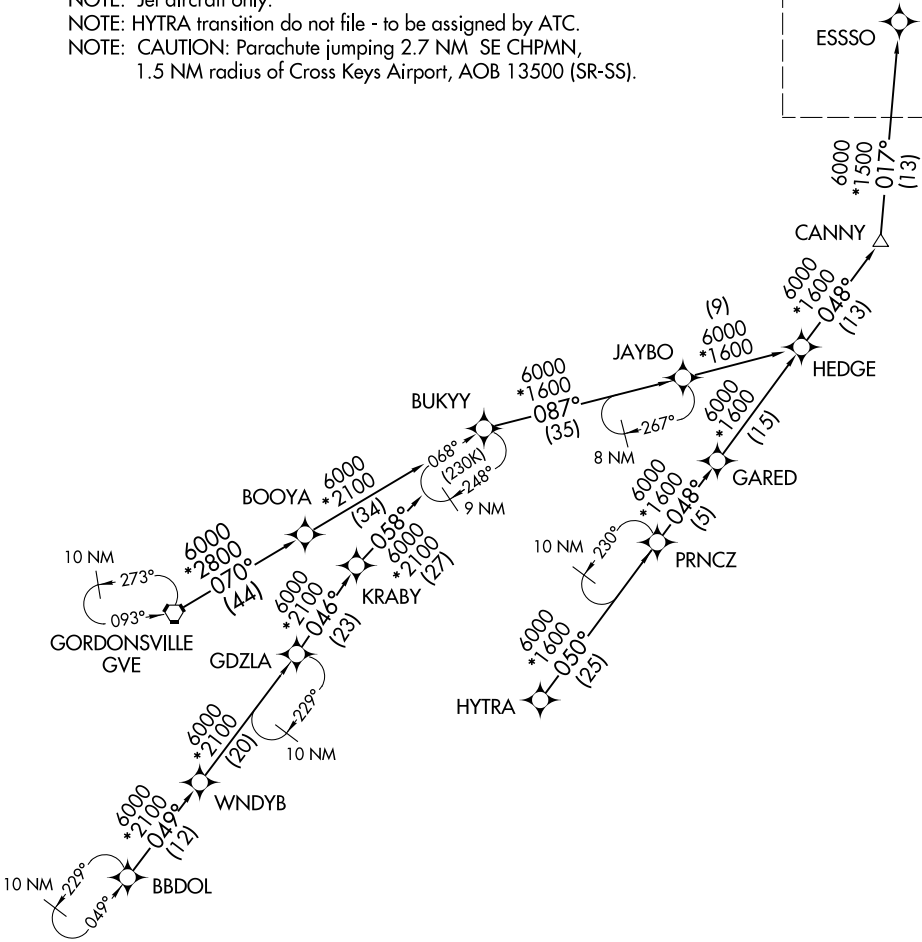 NOTE: Jet aircraft only.
NOTE: HYTRA transition do not file - to be assigned by ATC.
NOTE: CAUTION: Parachute jumping 2.7 NM SE CHPMN,
1.5 NM radius of Cross Keys Airport, AOB 13500 (SR-SS).
ESSSO
6000
*1500
017°
(13)
CANNY
6000
*1600
048°
(13)
HEDGE
(9)
6000
*1600
JAYBO
267°
8 NM
6000
*1600
087°
(35)
BUKYY
068°
(230K)
248°
9 NM
6000
*1600
(15)
GARED
6000
*1600
048°
(5)
PRNCZ
10 NM
230°
6000
*1600
050°
(25)
HYTRA
6000
*2100
(34)
BOOYA
6000
*2800
070°
(44)
10 NM
273°
093°
GORDONSVILLE
GVE
058°
6000
*2100
(27)
KRABY
6000
*2100
046°
(23)
GDZLA
229°
10 NM
6000
*2100
(20)
WNDYB
6000
*2100
049°
(12)
BBDOL
10 NM
229°
049°